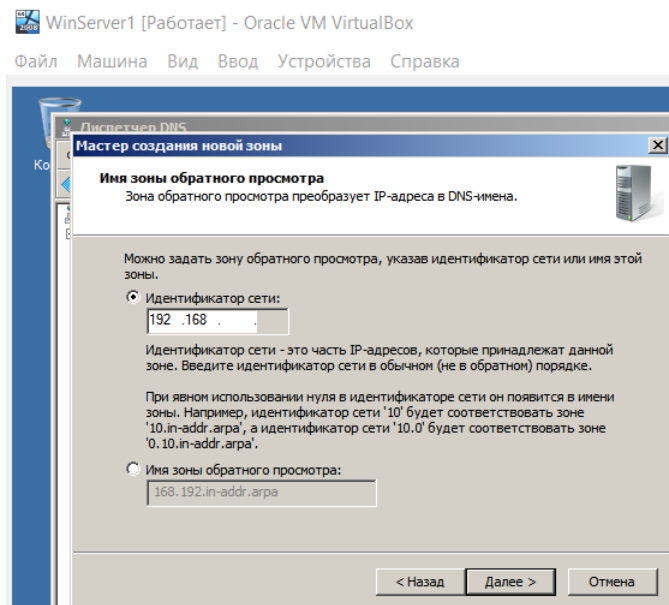 WinServer1 [Работает] - Oracle VM VirtualBox
Файл Машина Вид Ввод Устройства Справка
2008
Диспетчер DNS
Ко
Мастер создания новой зоны
Имя зоны обратного просмотра
Зона обратного просмотра преобразует IP-адреса в DNS-имена.
Можно задать зону обратного просмотра, указав идентификатор сети или имя этой
зоны.
Идентификатор сети:
192 .168 . .
Идентификатор сети - это часть IP-адресов, которые принадлежат данной
зоне. Введите идентификатор сети в обычном (не в обратном) порядке.
При явном использовании нуля в идентификаторе сети он появится в имени
зоны. Например, идентификатор сети '10' будет соответствовать зоне
'10.in-addr.arpa', а идентификатор сети '10.0' будет соответствовать зоне
'0.10.in-addr.arpa'.
Имя зоны обратного просмотра:
168.192.in-addr.arpa
< Назад Далее > Отмена